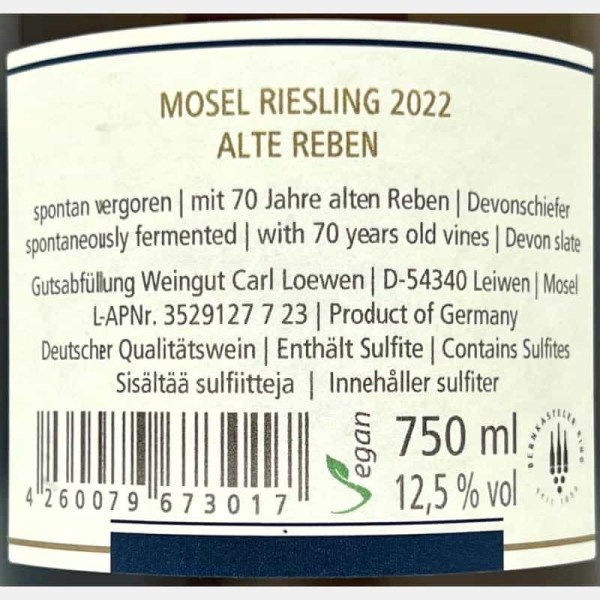 MOSEL RIESLING 2022
ALTE REBEN
spontan vergoren | mit 70 Jahre alten Reben | Devonschiefer
spontaneously fermented | with 70 years old vines | Devon slate
Gutsabfüllung Weingut Carl Loewen | D-54340 Leiwen | Mosel
L-APNr. 3529127 7 23 | Product of Germany
Deutscher Qualitätswein | Enthält Sulfite | Contains Sulfites
Sisältää sulfiitteja | Innehåller sulfiter
4 260079 673017
Vegan
750 ml
12,5 % vol
BERNKASTELER RING